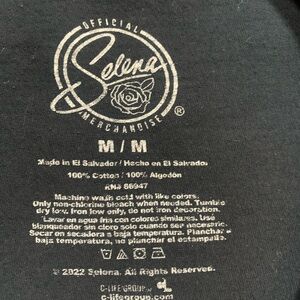 OFFICIAL
Selena
MERCHANDISE ®
M / M
Made in El Salvador / Hecho en El Salvador
100% Cotton / 100% Algodón
RN# 86947
Machine wash cold with like colors.
Only non-chlorine bleach when needed. Tumble
dry low. Iron low only, do not iron decoration.
Lavar en agua fria con colores similares. Use
blanqueador sin cloro solo cuando sea necesario.
Secar en secadora a baja temperatura. Planchar a
baja temperatura, no planchar el estampado.
© 2022 Selena. All Rights Reserved.
C-LIFE GROUP
c-lifegroup.com